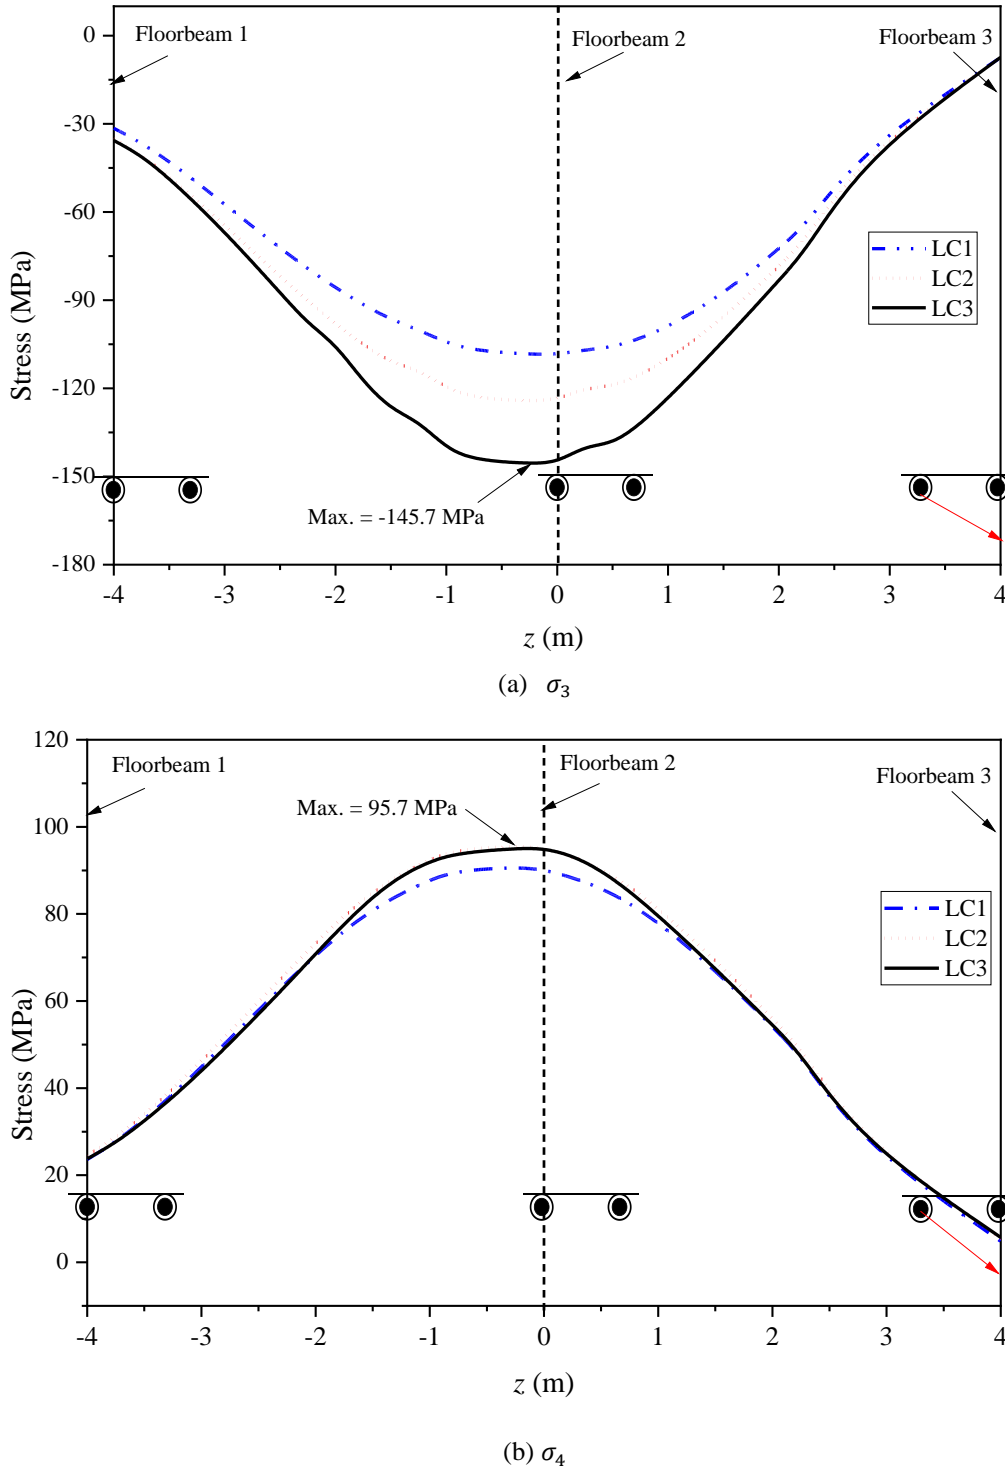 0
-30
-60
-90
-120
-150
-180
Stress (MPa)
Floorbeam 1
Floorbeam 2
Floorbeam 3
LC1
LC2
LC3
Max. = -145.7 MPa
-4 -3 -2 -1 0 1 2 3 4
z (m)
(a) σ₃
120
100
80
60
40
20
0
Stress (MPa)
Floorbeam 1
Floorbeam 2
Floorbeam 3
Max. = 95.7 MPa
LC1
LC2
LC3
-4 -3 -2 -1 0 1 2 3 4
z (m)
(b) σ₄